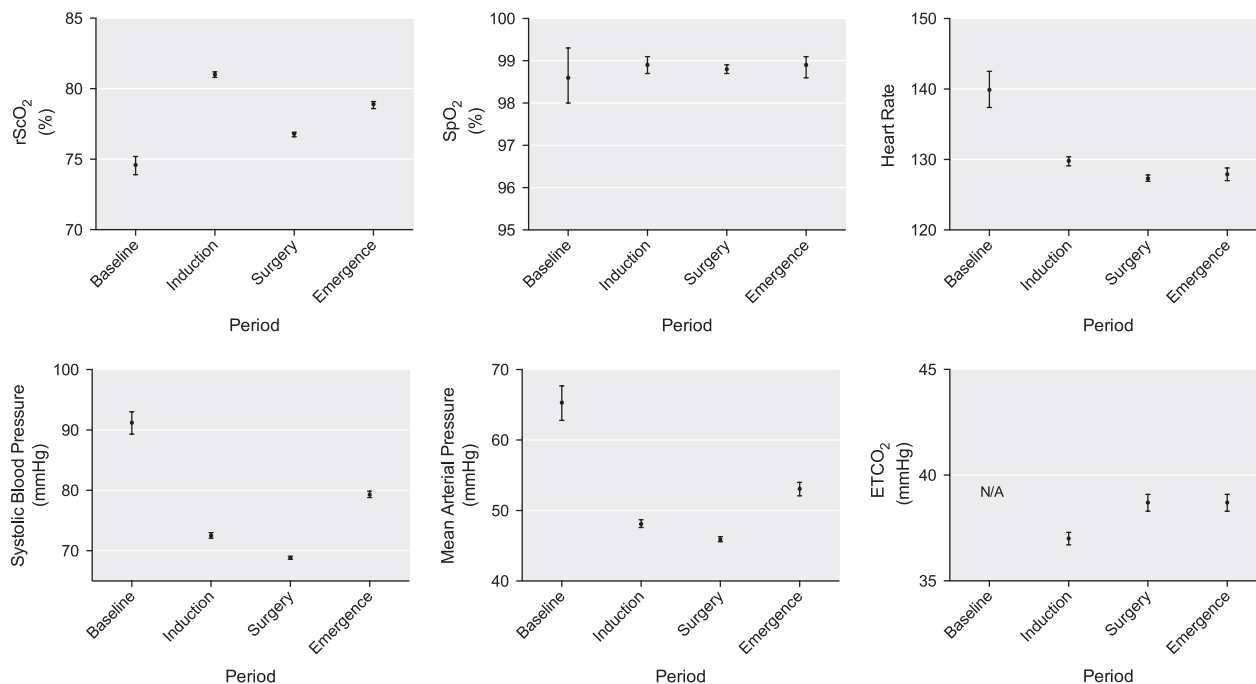 rScO2
(%)
85
80
75
70
Baseline
Induction
Surgery
Emergence
Period
SpO2
(%)
100
99
98
97
96
95
Baseline
Induction
Surgery
Emergence
Period
Heart Rate
150
140
130
120
Baseline
Induction
Surgery
Emergence
Period
Systolic Blood Pressure
(mmHg)
100
90
80
70
Baseline
Induction
Surgery
Emergence
Period
Mean Arterial Pressure
(mmHg)
70
60
50
40
Baseline
Induction
Surgery
Emergence
Period
ETCO2
(mmHg)
45
40
35
N/A
Baseline
Induction
Surgery
Emergence
Period